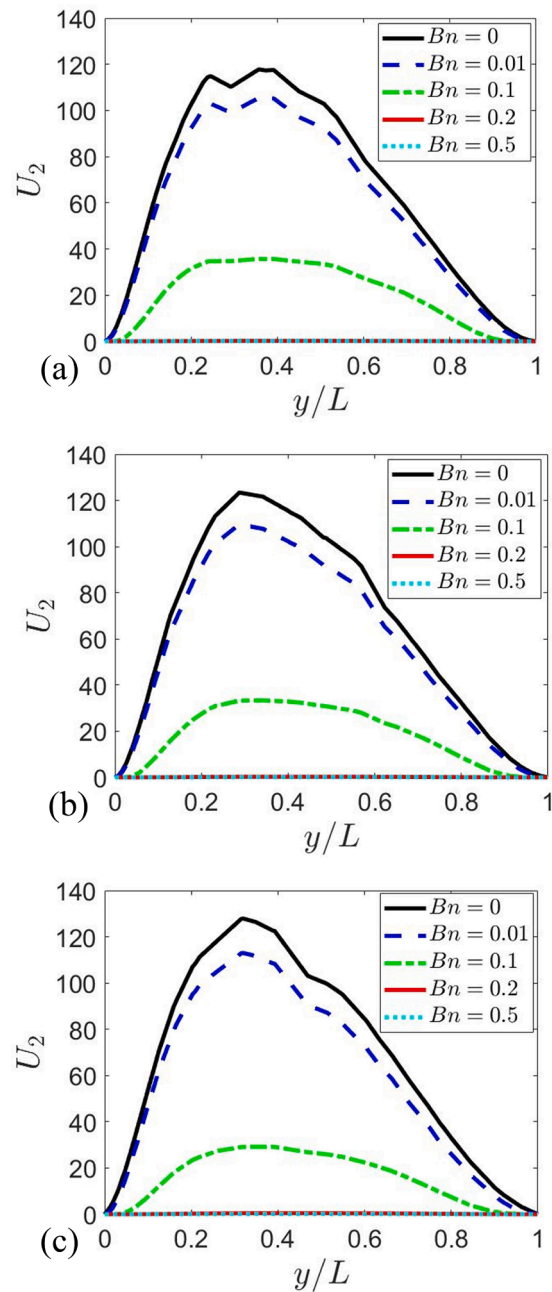 140
120
100
80
60
40
20
0
U₂
Bn = 0
Bn = 0.01
Bn = 0.1
Bn = 0.2
Bn = 0.5
0 0.2 0.4 0.6 0.8 1
(a)
y/L
140
120
100
80
60
40
20
0
U₂
Bn = 0
Bn = 0.01
Bn = 0.1
Bn = 0.2
Bn = 0.5
0 0.2 0.4 0.6 0.8 1
(b)
y/L
140
120
100
80
60
40
20
0
U₂
Bn = 0
Bn = 0.01
Bn = 0.1
Bn = 0.2
Bn = 0.5
0 0.2 0.4 0.6 0.8 1
(c)
y/L